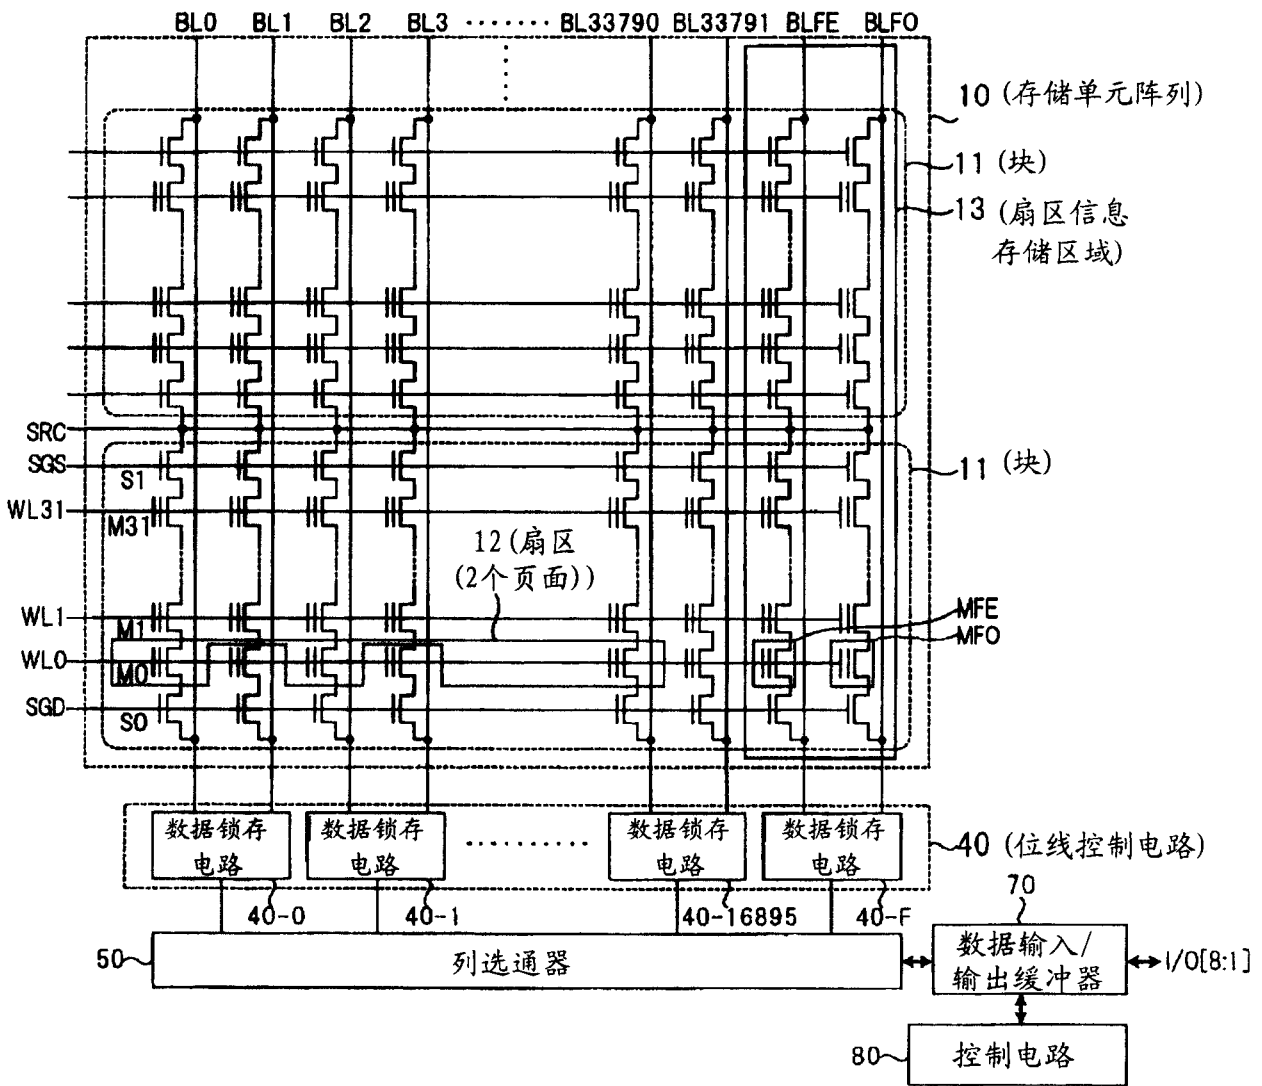 BL0 BL1 BL2 BL3 ········ BL33790 BL33791 BLFE BLFO
10 (存储单元阵列)
11 (块)
13 (扇区信息
存储区域)
SRC
SGS
S1
11 (块)
WL31
M31
12 (扇区
(2个页面))
WL1
M1
MFE
MFO
WL0
M0
SGD
S0
数据锁存
电路
数据锁存
电路
·········
数据锁存
电路
数据锁存
电路
40 (位线控制电路)
40-0 40-1 40-16895 40-F
70
50
列选通器
数据输入/
输出缓冲器
I/O[8:1]
80
控制电路